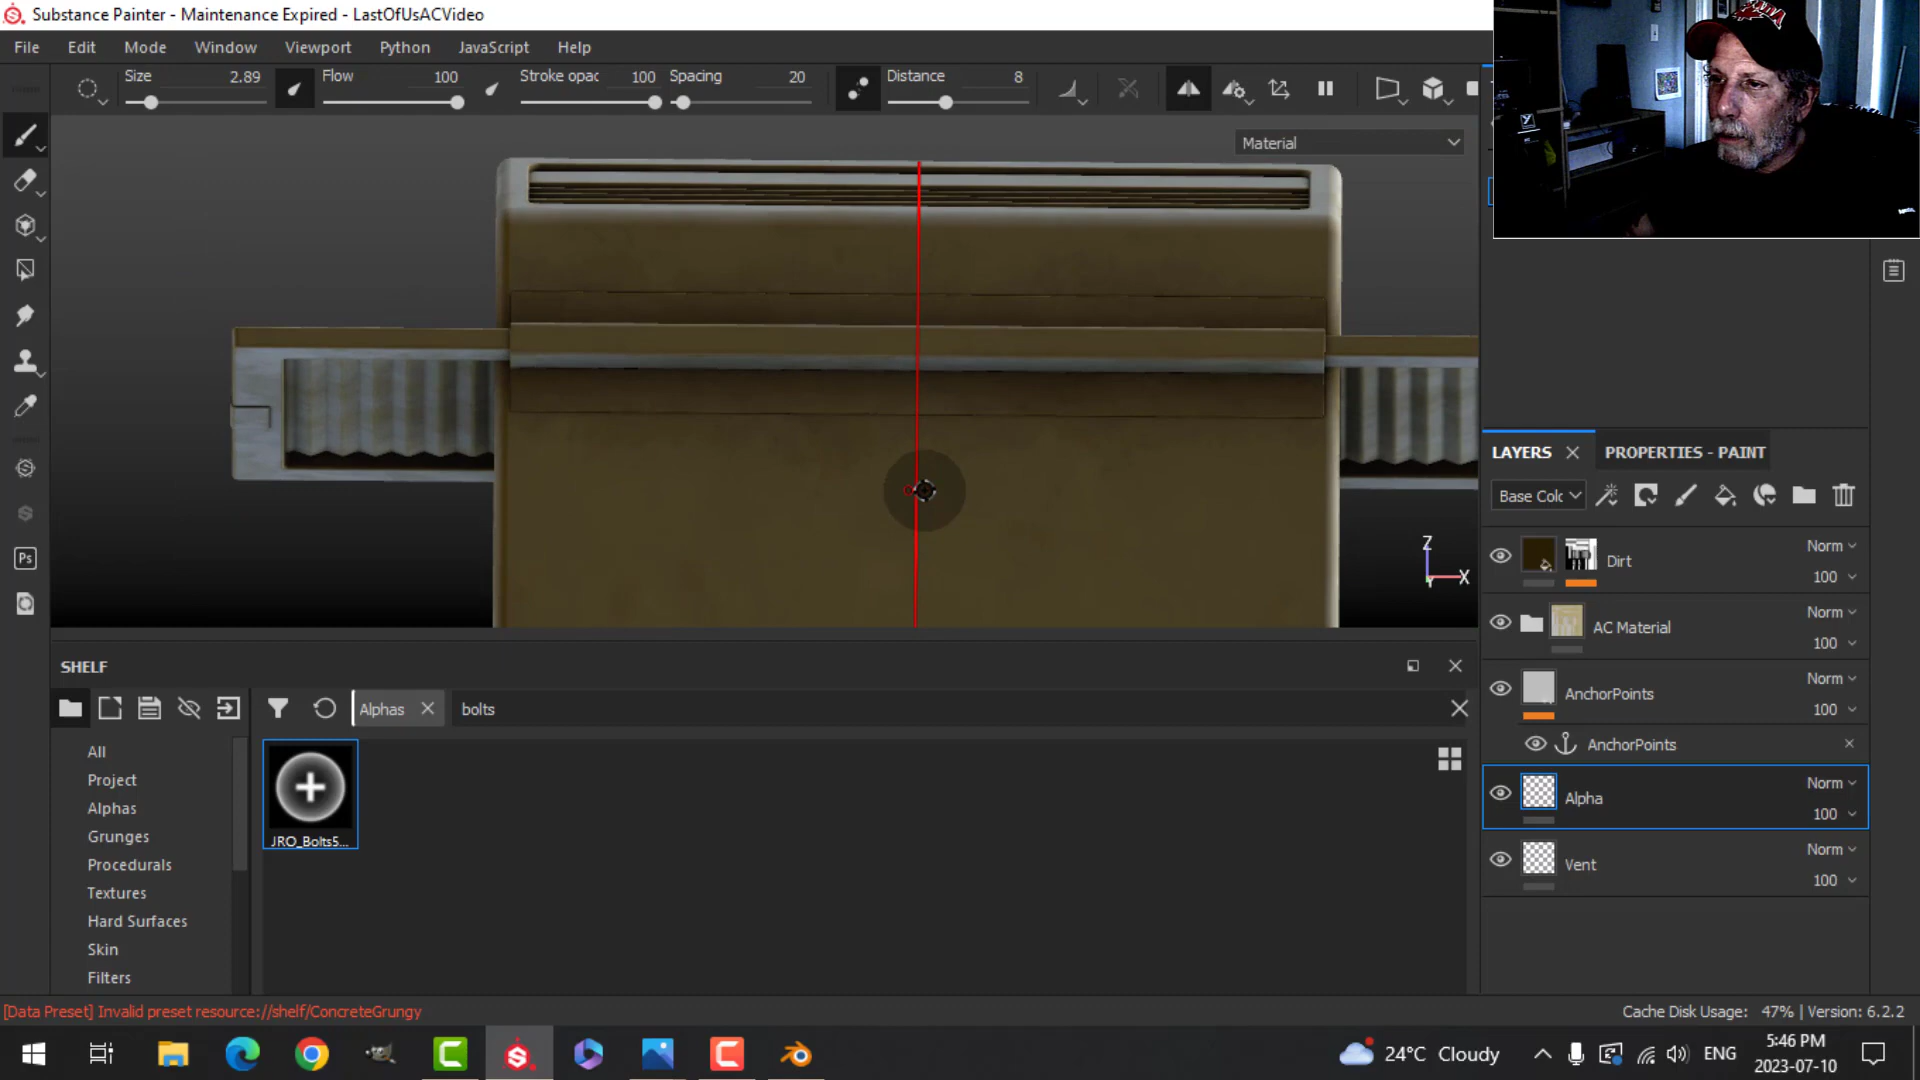 Substance Painter - Maintenance Expired - LastOfUsACVideo
File Edit Mode Window Viewport Python JavaScript Help
Size 2.89 Flow 100 Stroke opac 100 Spacing 20 Distance 8
Material
Z
X
Y
LAYERS PROPERTIES - PAINT
Base Colc
Dirt Norm 100
AC Material Norm 100
AnchorPoints Norm 100
AnchorPoints
Alpha Norm 100
Vent Norm 100
SHELF
Alphas bolts
All
Project
Alphas
Grunges
Procedurals
Textures
Hard Surfaces
Skin
Filters
JRO_Bolts5...
[Data Preset] Invalid preset resource://shelf/ConcreteGrungy
Cache Disk Usage: 47% | Version: 6.2.2
Ps
24°C Cloudy ENG 5:46 PM
2023-07-10